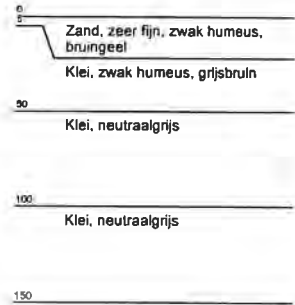 0
5
Zand, zeer fijn, zwak humeus,
bruingeel
Klei, zwak humeus, grijsbruin
50
Klei, neutraalgrijs
100
Klei, neutraalgrijs
150